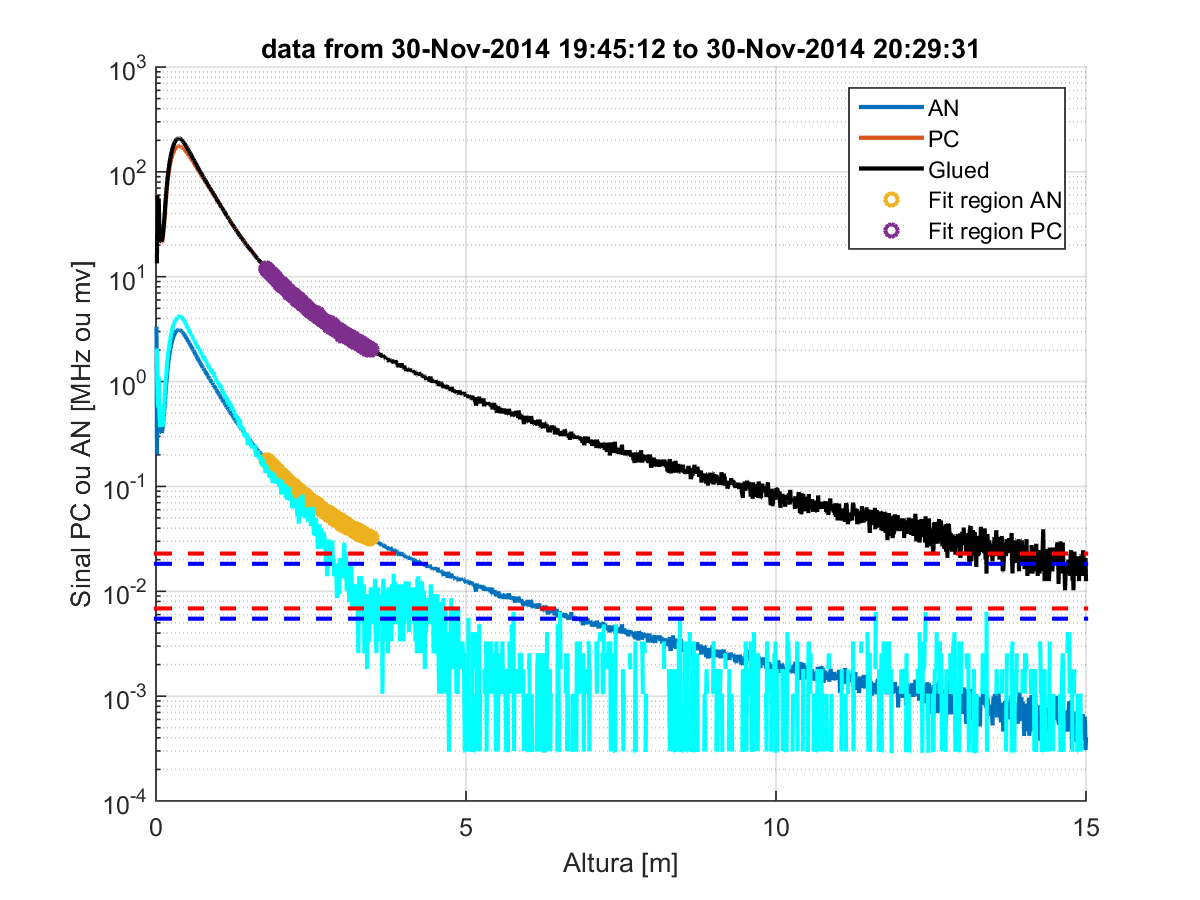 data from 30-Nov-2014 19:45:12 to 30-Nov-2014 20:29:31
10^3
10^2
10^1
10^0
10^-1
10^-2
10^-3
10^-4
Sinal PC ou AN [MHz ou mv]
AN
PC
Glued
Fit region AN
Fit region PC
0
5
10
15
Altura [m]